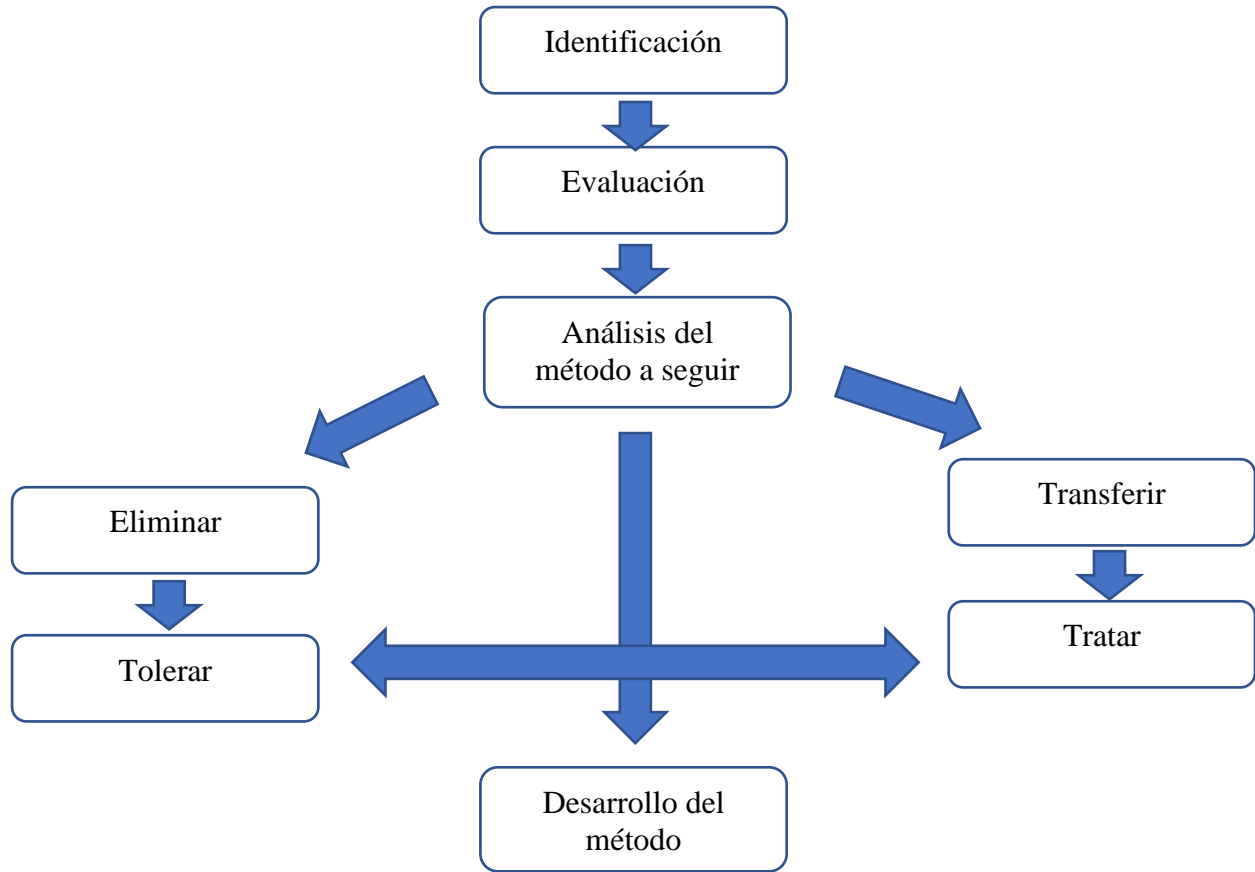 Identificación
Evaluación
Análisis del
método a seguir
Eliminar
Transferir
Tolerar
Tratar
Desarrollo del
método